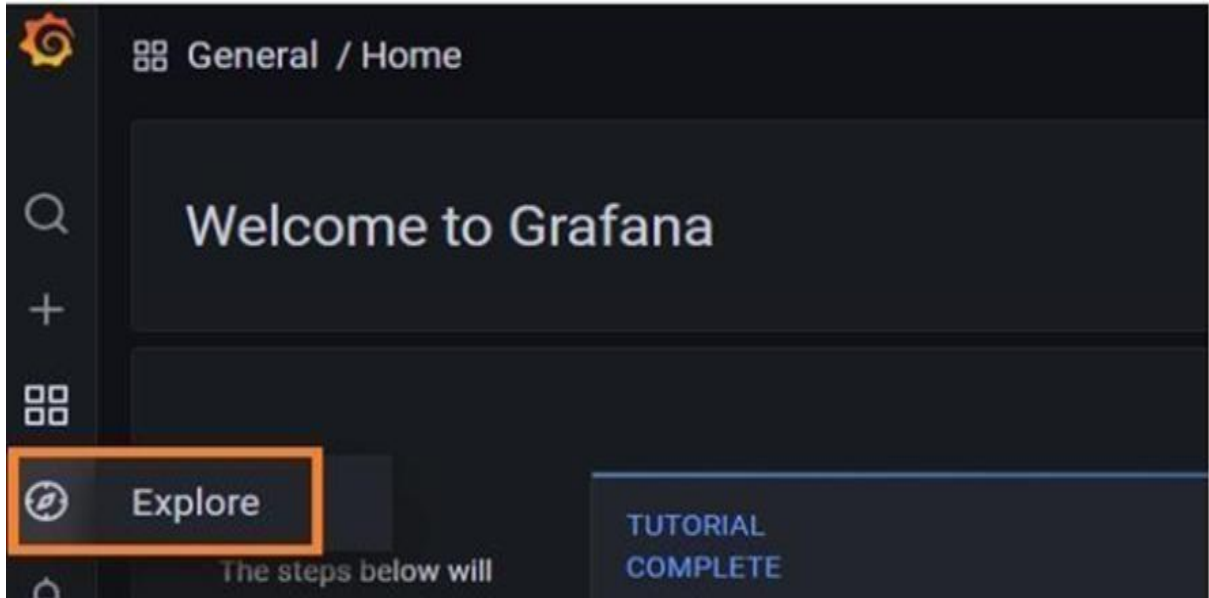 General / Home
Welcome to Grafana
Explore
TUTORIAL
The steps below will
COMPLETE